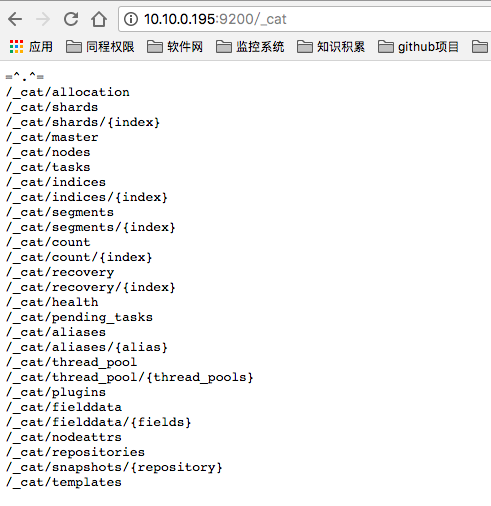 10.10.0.195:9200/_cat
应用 同程权限 软件网 监控系统 知识积累 github项目
=^.^=
/_cat/allocation
/_cat/shards
/_cat/shards/{index}
/_cat/master
/_cat/nodes
/_cat/tasks
/_cat/indices
/_cat/indices/{index}
/_cat/segments
/_cat/segments/{index}
/_cat/count
/_cat/count/{index}
/_cat/recovery
/_cat/recovery/{index}
/_cat/health
/_cat/pending_tasks
/_cat/aliases
/_cat/aliases/{alias}
/_cat/thread_pool
/_cat/thread_pool/{thread_pools}
/_cat/plugins
/_cat/fielddata
/_cat/fielddata/{fields}
/_cat/nodeattrs
/_cat/repositories
/_cat/snapshots/{repository}
/_cat/templates